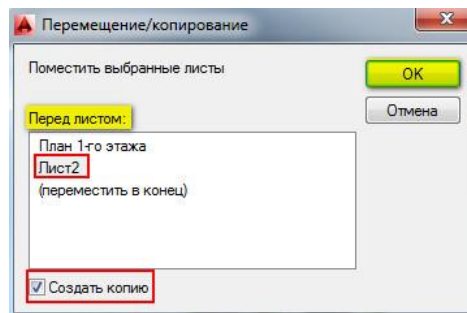 Перемещение/копирование
Поместить выбранные листы
OK
Перед листом:
Отмена
План 1-го этажа
Лист2
(переместить в конец)
Создать копию